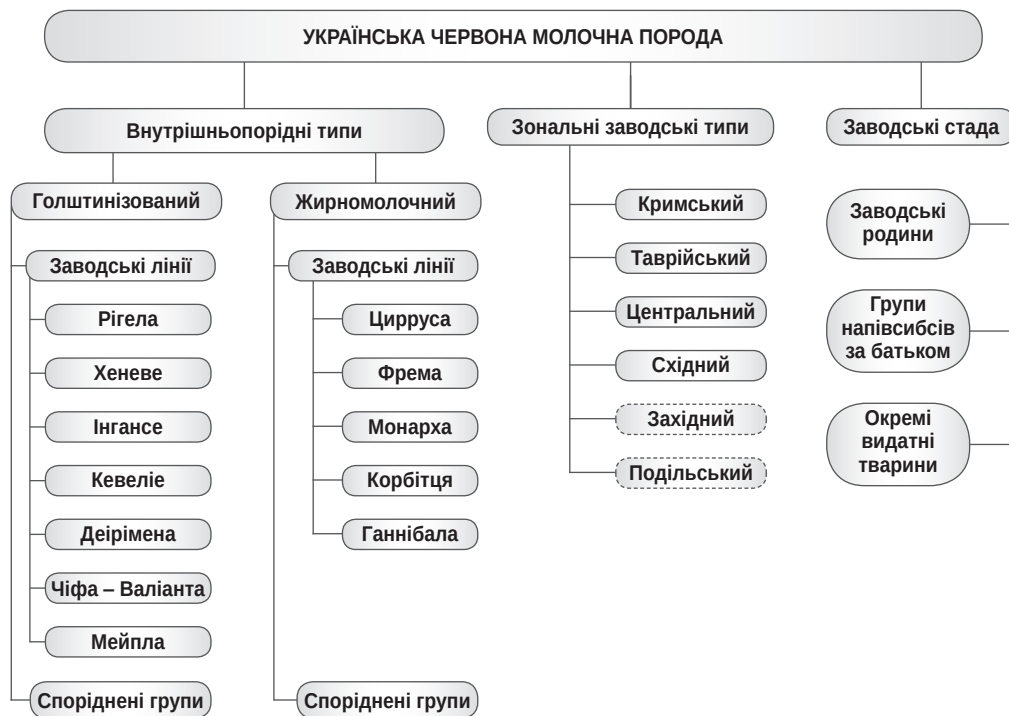 УКРАЇНСЬКА ЧЕРВОНА МОЛОЧНА ПОРОДА
Внутрішньопорідні типи
Голштинізований
Заводські лінії
Рігела
Хеневе
Інгансе
Кевеліе
Деірімена
Чіфа – Валіанта
Мейпла
Споріднені групи
Жирномолочний
Заводські лінії
Цирруса
Фрема
Монарха
Корбітця
Ганнібала
Споріднені групи
Зональні заводські типи
Кримський
Таврійський
Центральний
Східний
Західний
Подільський
Заводські стада
Заводські
родини
Групи
напівсибсів
за батьком
Окремі
видатні
тварини